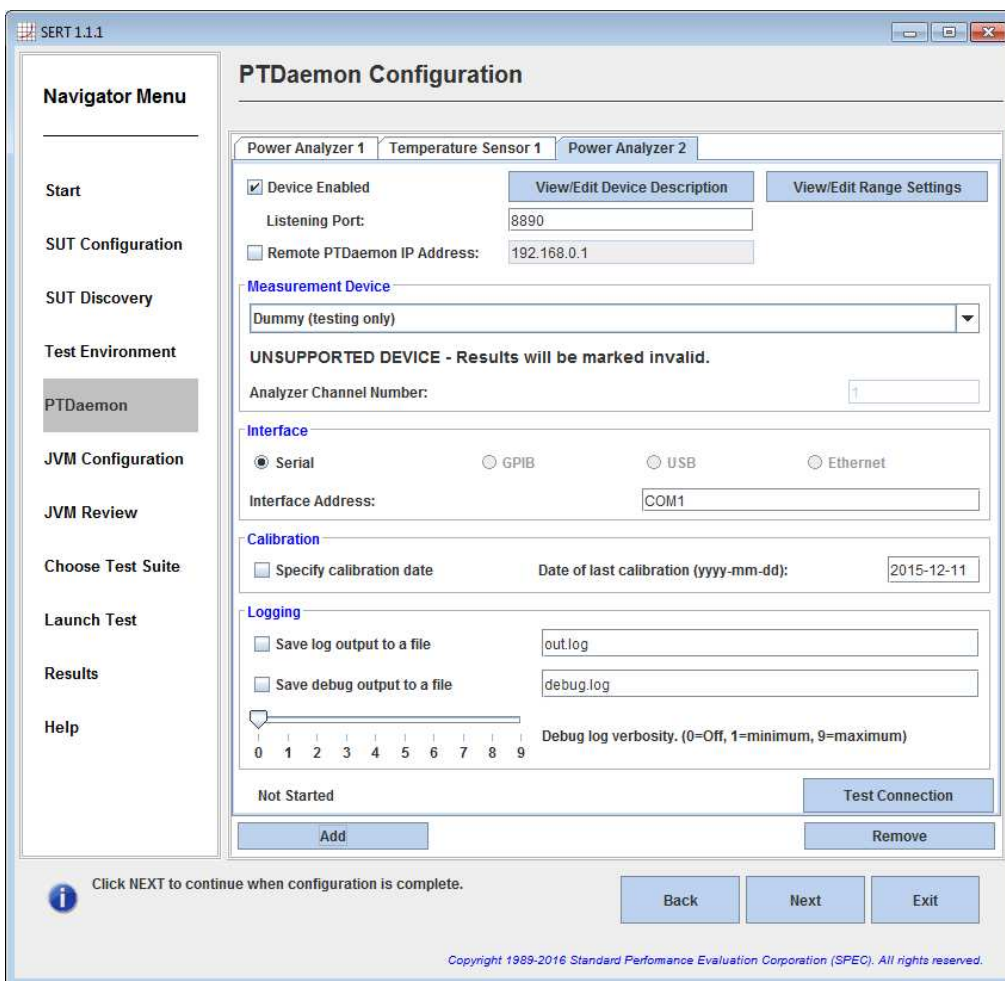 SERT 1.1.1
Navigator Menu
Start
SUT Configuration
SUT Discovery
Test Environment
PTDaemon
JVM Configuration
JVM Review
Choose Test Suite
Launch Test
Results
Help
PTDaemon Configuration
Power Analyzer 1 Temperature Sensor 1 Power Analyzer 2
Device Enabled View/Edit Device Description View/Edit Range Settings
Listening Port: 8890
Remote PTDaemon IP Address: 192.168.0.1
Measurement Device
Dummy (testing only)
UNSUPPORTED DEVICE - Results will be marked invalid.
Analyzer Channel Number: 1
Interface
Serial GPIB USB Ethernet
Interface Address: COM1
Calibration
Specify calibration date Date of last calibration (yyyy-mm-dd): 2015-12-11
Logging
Save log output to a file out.log
Save debug output to a file debug.log
0 1 2 3 4 5 6 7 8 9 Debug log verbosity. (0=Off, 1=minimum, 9=maximum)
Not Started Test Connection
Add Remove
Click NEXT to continue when configuration is complete.
Back Next Exit
Copyright 1989-2016 Standard Performance Evaluation Corporation (SPEC). All rights reserved.